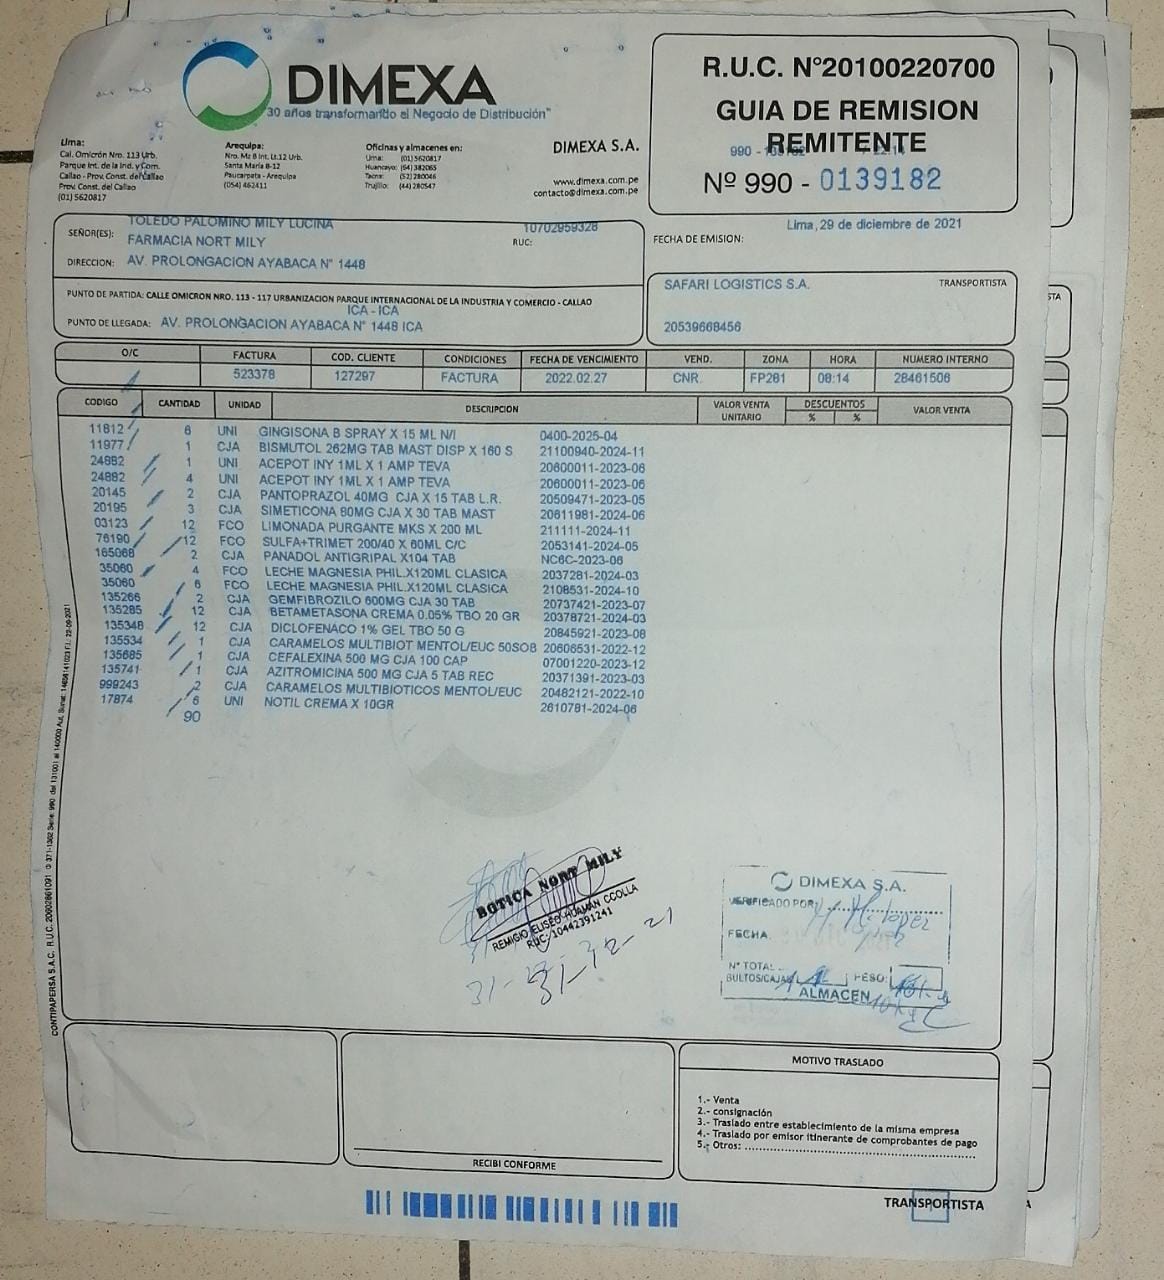 DIMEXA
"30 años transformando el Negocio de Distribución"
R.U.C. N°20100220700
GUIA DE REMISION
REMITENTE
990 -
Nº 990 - 0139182
Lima:
Cal. Omicrón Nro. 113 Urb.
Parque Int. de la Ind. y Com.
Callao - Prov. Const. del Callao
Prov. Const. del Callao
(01) 5620817
Arequipa:
Nro. Mz B Int. Lt.12 Urb.
Santa María B-12
Paucarpata - Arequipa
(054) 462411
Oficinas y almacenes en:
Lima: (01) 5620817
Huancayo: (64) 382065
Tacna: (52) 280046
Trujillo: (44) 280547
DIMEXA S.A.
www.dimexa.com.pe
contacto@dimexa.com.pe
SEÑOR(ES): TOLEDO PALOMINO MILY LUCINA
FARMACIA NORT MILY
RUC: 10702959328
DIRECCION: AV. PROLONGACION AYABACA N° 1448
FECHA DE EMISION: Lima, 29 de diciembre de 2021
PUNTO DE PARTIDA: CALLE OMICRON NRO. 113 - 117 URBANIZACION PARQUE INTERNACIONAL DE LA INDUSTRIA Y COMERCIO - CALLAO
ICA - ICA
PUNTO DE LLEGADA: AV. PROLONGACION AYABACA N° 1448 ICA
SAFARI LOGISTICS S.A. TRANSPORTISTA
20539668456
O/C FACTURA COD. CLIENTE CONDICIONES FECHA DE VENCIMIENTO VEND. ZONA HORA NUMERO INTERNO
523378 127297 FACTURA 2022.02.27 CNR. FP281 08:14 28461506
CODIGO CANTIDAD UNIDAD DESCRIPCION VALOR VENTA UNITARIO DESCUENTOS % % VALOR VENTA
11812 6 UNI GINGISONA B SPRAY X 15 ML N/I 0400-2025-04
11977 1 CJA BISMUTOL 262MG TAB MAST DISP X 160 S 21100940-2024-11
24882 1 UNI ACEPOT INY 1ML X 1 AMP TEVA 20600011-2023-06
24882 4 UNI ACEPOT INY 1ML X 1 AMP TEVA 20600011-2023-06
20145 2 CJA PANTOPRAZOL 40MG CJA X 15 TAB L.R. 20509471-2023-05
20195 3 CJA SIMETICONA 80MG CJA X 30 TAB MAST 20811981-2024-06
03123 12 FCO LIMONADA PURGANTE MKS X 200 ML 211111-2024-11
76190 12 FCO SULFA+TRIMET 200/40 X 60ML C/C 2053141-2024-05
165068 2 CJA PANADOL ANTIGRIPAL X104 TAB NC6C-2023-06
35060 4 FCO LECHE MAGNESIA PHIL.X120ML CLASICA 2037281-2024-03
35060 6 FCO LECHE MAGNESIA PHIL.X120ML CLASICA 2108531-2024-10
135266 2 CJA GEMFIBROZILO 600MG CJA 30 TAB 20737421-2023-07
135285 12 CJA BETAMETASONA CREMA 0.05% TBO 20 GR 20378721-2024-03
135348 12 CJA DICLOFENACO 1% GEL TBO 50 G 20845921-2023-08
135534 1 CJA CARAMELOS MULTIBIOT MENTOL/EUC 50SOB 20606531-2022-12
135685 1 CJA CEFALEXINA 500 MG CJA 100 CAP 07001220-2023-12
135741 1 CJA AZITROMICINA 500 MG CJA 5 TAB REC 20371391-2023-03
999243 2 CJA CARAMELOS MULTIBIOTICOS MENTOL/EUC 20482121-2022-10
17874 6 UNI NOTIL CREMA X 10GR 2610781-2024-06
90
BOTICA NORT MILY
REMIGIO ELISEO HUAMAN CCOLLA
RUC: 10442391241
31-12-21
DIMEXA S.A.
VERIFICADO POR:
FECHA
N° TOTAL
BULTOS/CAJAS PESO:
ALMACEN
MOTIVO TRASLADO
1.- Venta
2.- consignación
3.- Traslado entre establecimiento de la misma empresa
4.- Traslado por emisor itinerante de comprobantes de pago
5.- Otros:
RECIBI CONFORME
TRANSPORTISTA